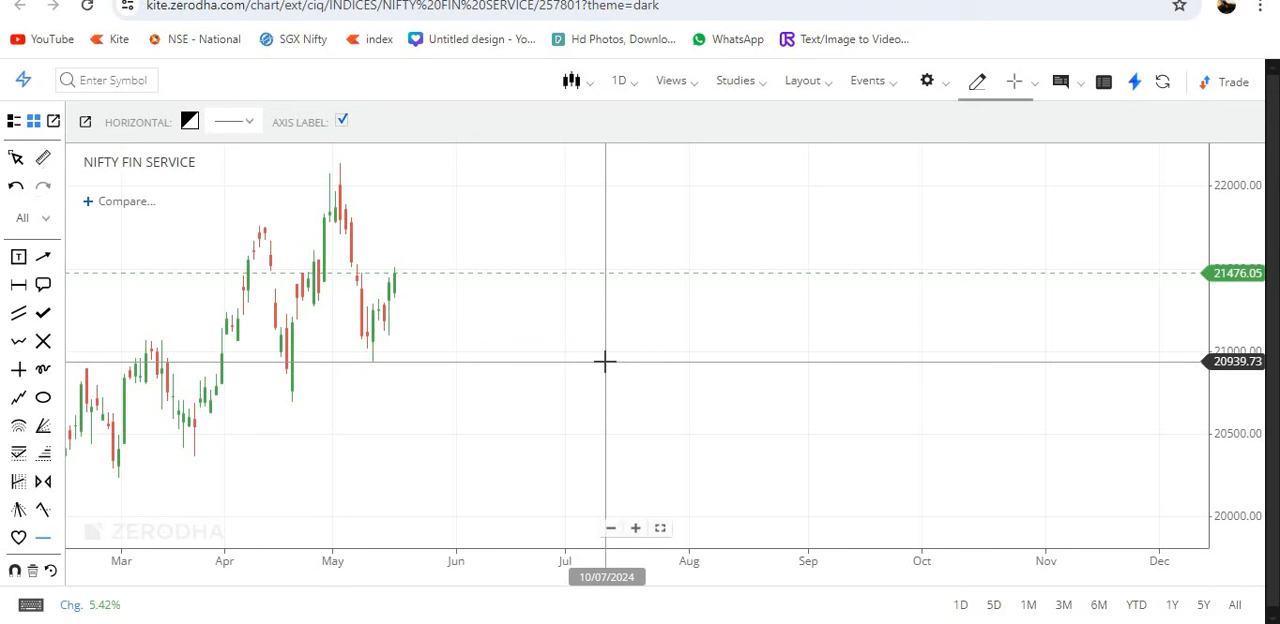 kite.zerodha.com/chart/ext/ciq/INDICES/NIFTY%20FIN%20SERVICE/257801?theme=dark
YouTube Kite NSE - National SGX Nifty index Untitled design - Yo... Hd Photos, Downlo... WhatsApp Text/Image to Video...
Enter Symbol 1D Views Studies Layout Events Trade
HORIZONTAL: AXIS LABEL:
NIFTY FIN SERVICE
22000.00
+ Compare...
All
21476.05
21000.00
20939.73
20500.00
20000.00
ZERODHA
Mar Apr May Jun Jul Aug Sep Oct Nov Dec
10/07/2024
Chg. 5.42% 1D 5D 1M 3M 6M YTD 1Y 5Y All